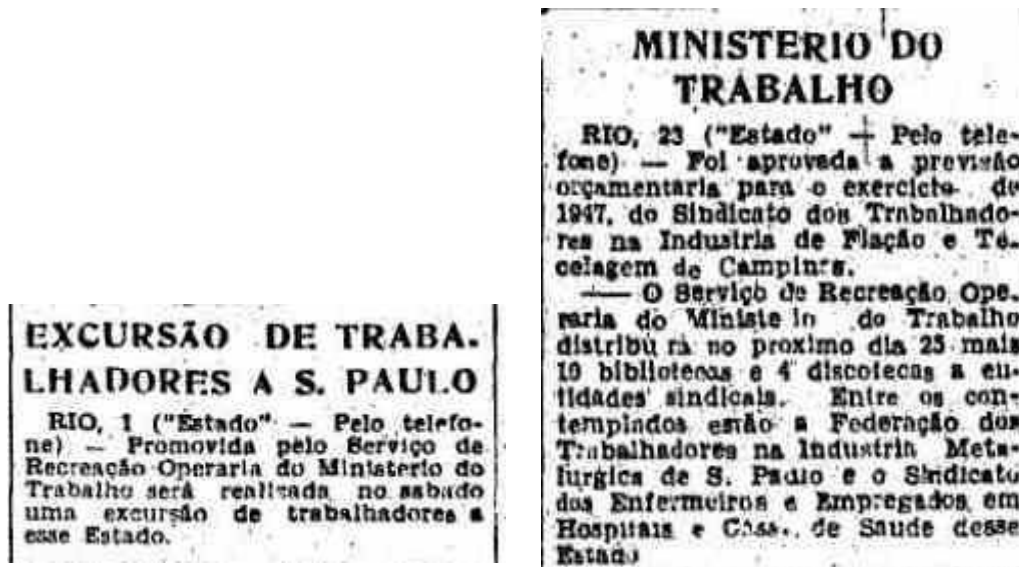 EXCURSÃO DE TRABA-
LHADORES A S. PAULO
RIO, 1 ("Estado" — Pelo telefo-
ne) — Promovida pelo Serviço de
Recreação Operaria do Ministerio do
Trabalho será realizada no sabado
uma excursão de trabalhadores a
esse Estado.
MINISTERIO DO
TRABALHO
RIO, 23 ("Estado" — Pelo tele-
fone) — Foi aprovada a previsão
orçamentaria para o exercicio de
1947, do Sindicato dos Trabalhado-
res na Industria de Fiação e Te-
celagem de Campinas.
— O Serviço de Recreação Ope-
raria do Ministerio do Trabalho
distribuirá no proximo dia 25 mais
10 bibliotecas e 4 discotecas a en-
tidades sindicais. Entre os con-
templados estão a Federação dos
Trabalhadores na Industria Meta-
lurgica de S. Paulo e o Sindicato
dos Enfermeiros e Empregados em
Hospitais e Casas de Saude desse
Estado